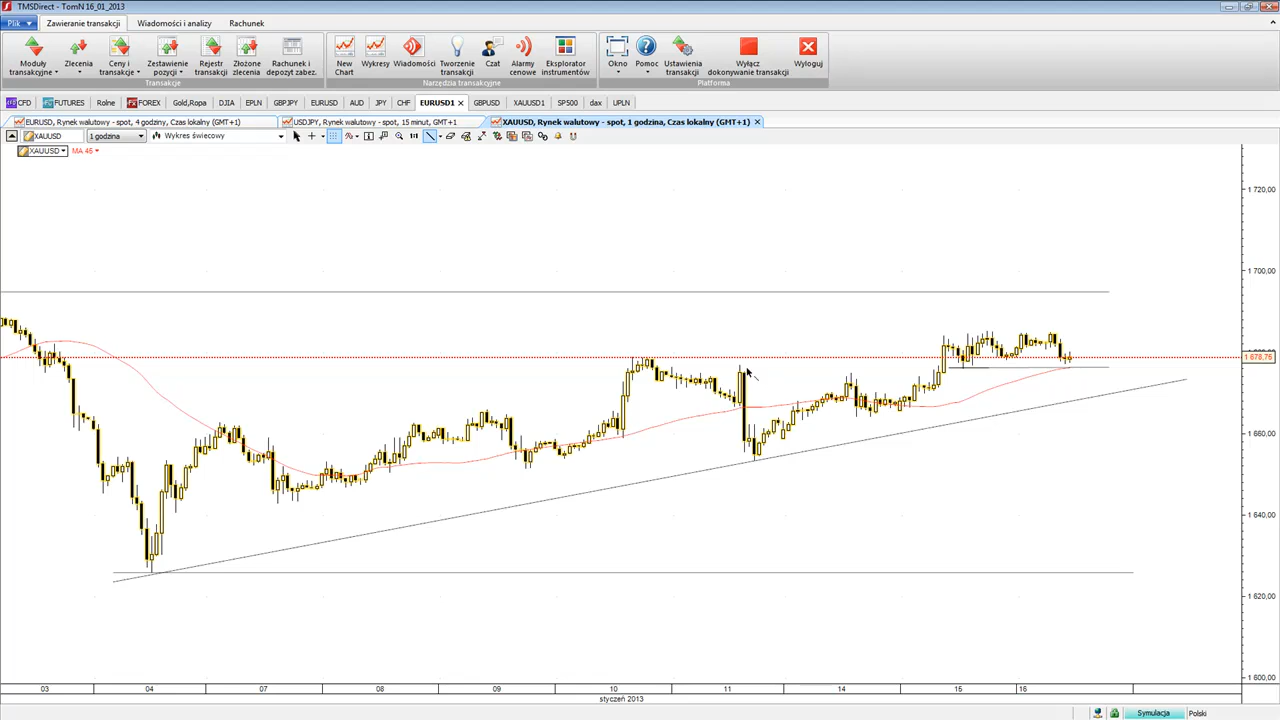 TMSDirect - TomN 16_01_2013
Plik Zawieranie transakcji Wiadomości i analizy Rachunek
Moduły transakcyjne Zlecenia Ceny i transakcje Zestawienie pozycji Rejestr transakcji Złożone zlecenia Rachunek i depozyt zabez. New Chart Wykresy Wiadomości Tworzenie transakcji Czat Alarmy cenowe Eksplorator instrumentów Okno Pomoc Ustawienia transakcji Wyłącz dokonywanie transakcji Wyloguj
Transakcje Narzędzia transakcyjne Platforma
CFD FUTURES Rolne FOREX Gold,Ropa DJIA EPLN GBPJPY EURUSD AUD JPY CHF EURUSD1 GBPUSD XAUUSD1 SP500 dax UPLN
EURUSD, Rynek walutowy - spot, 4 godziny, Czas lokalny (GMT+1) USDJPY, Rynek walutowy - spot, 15 minut, GMT+1 XAUUSD, Rynek walutowy - spot, 1 godzina, Czas lokalny (GMT+1)
XAUUSD 1 godzina Wykres świecowy 1:1
XAUUSD MA 45
1 720,00
1 700,00
1 678,75
1 660,00
1 640,00
1 620,00
1 600,00
03 04 07 08 09 10 11 14 15 16
styczeń 2013
Symulacja Polski